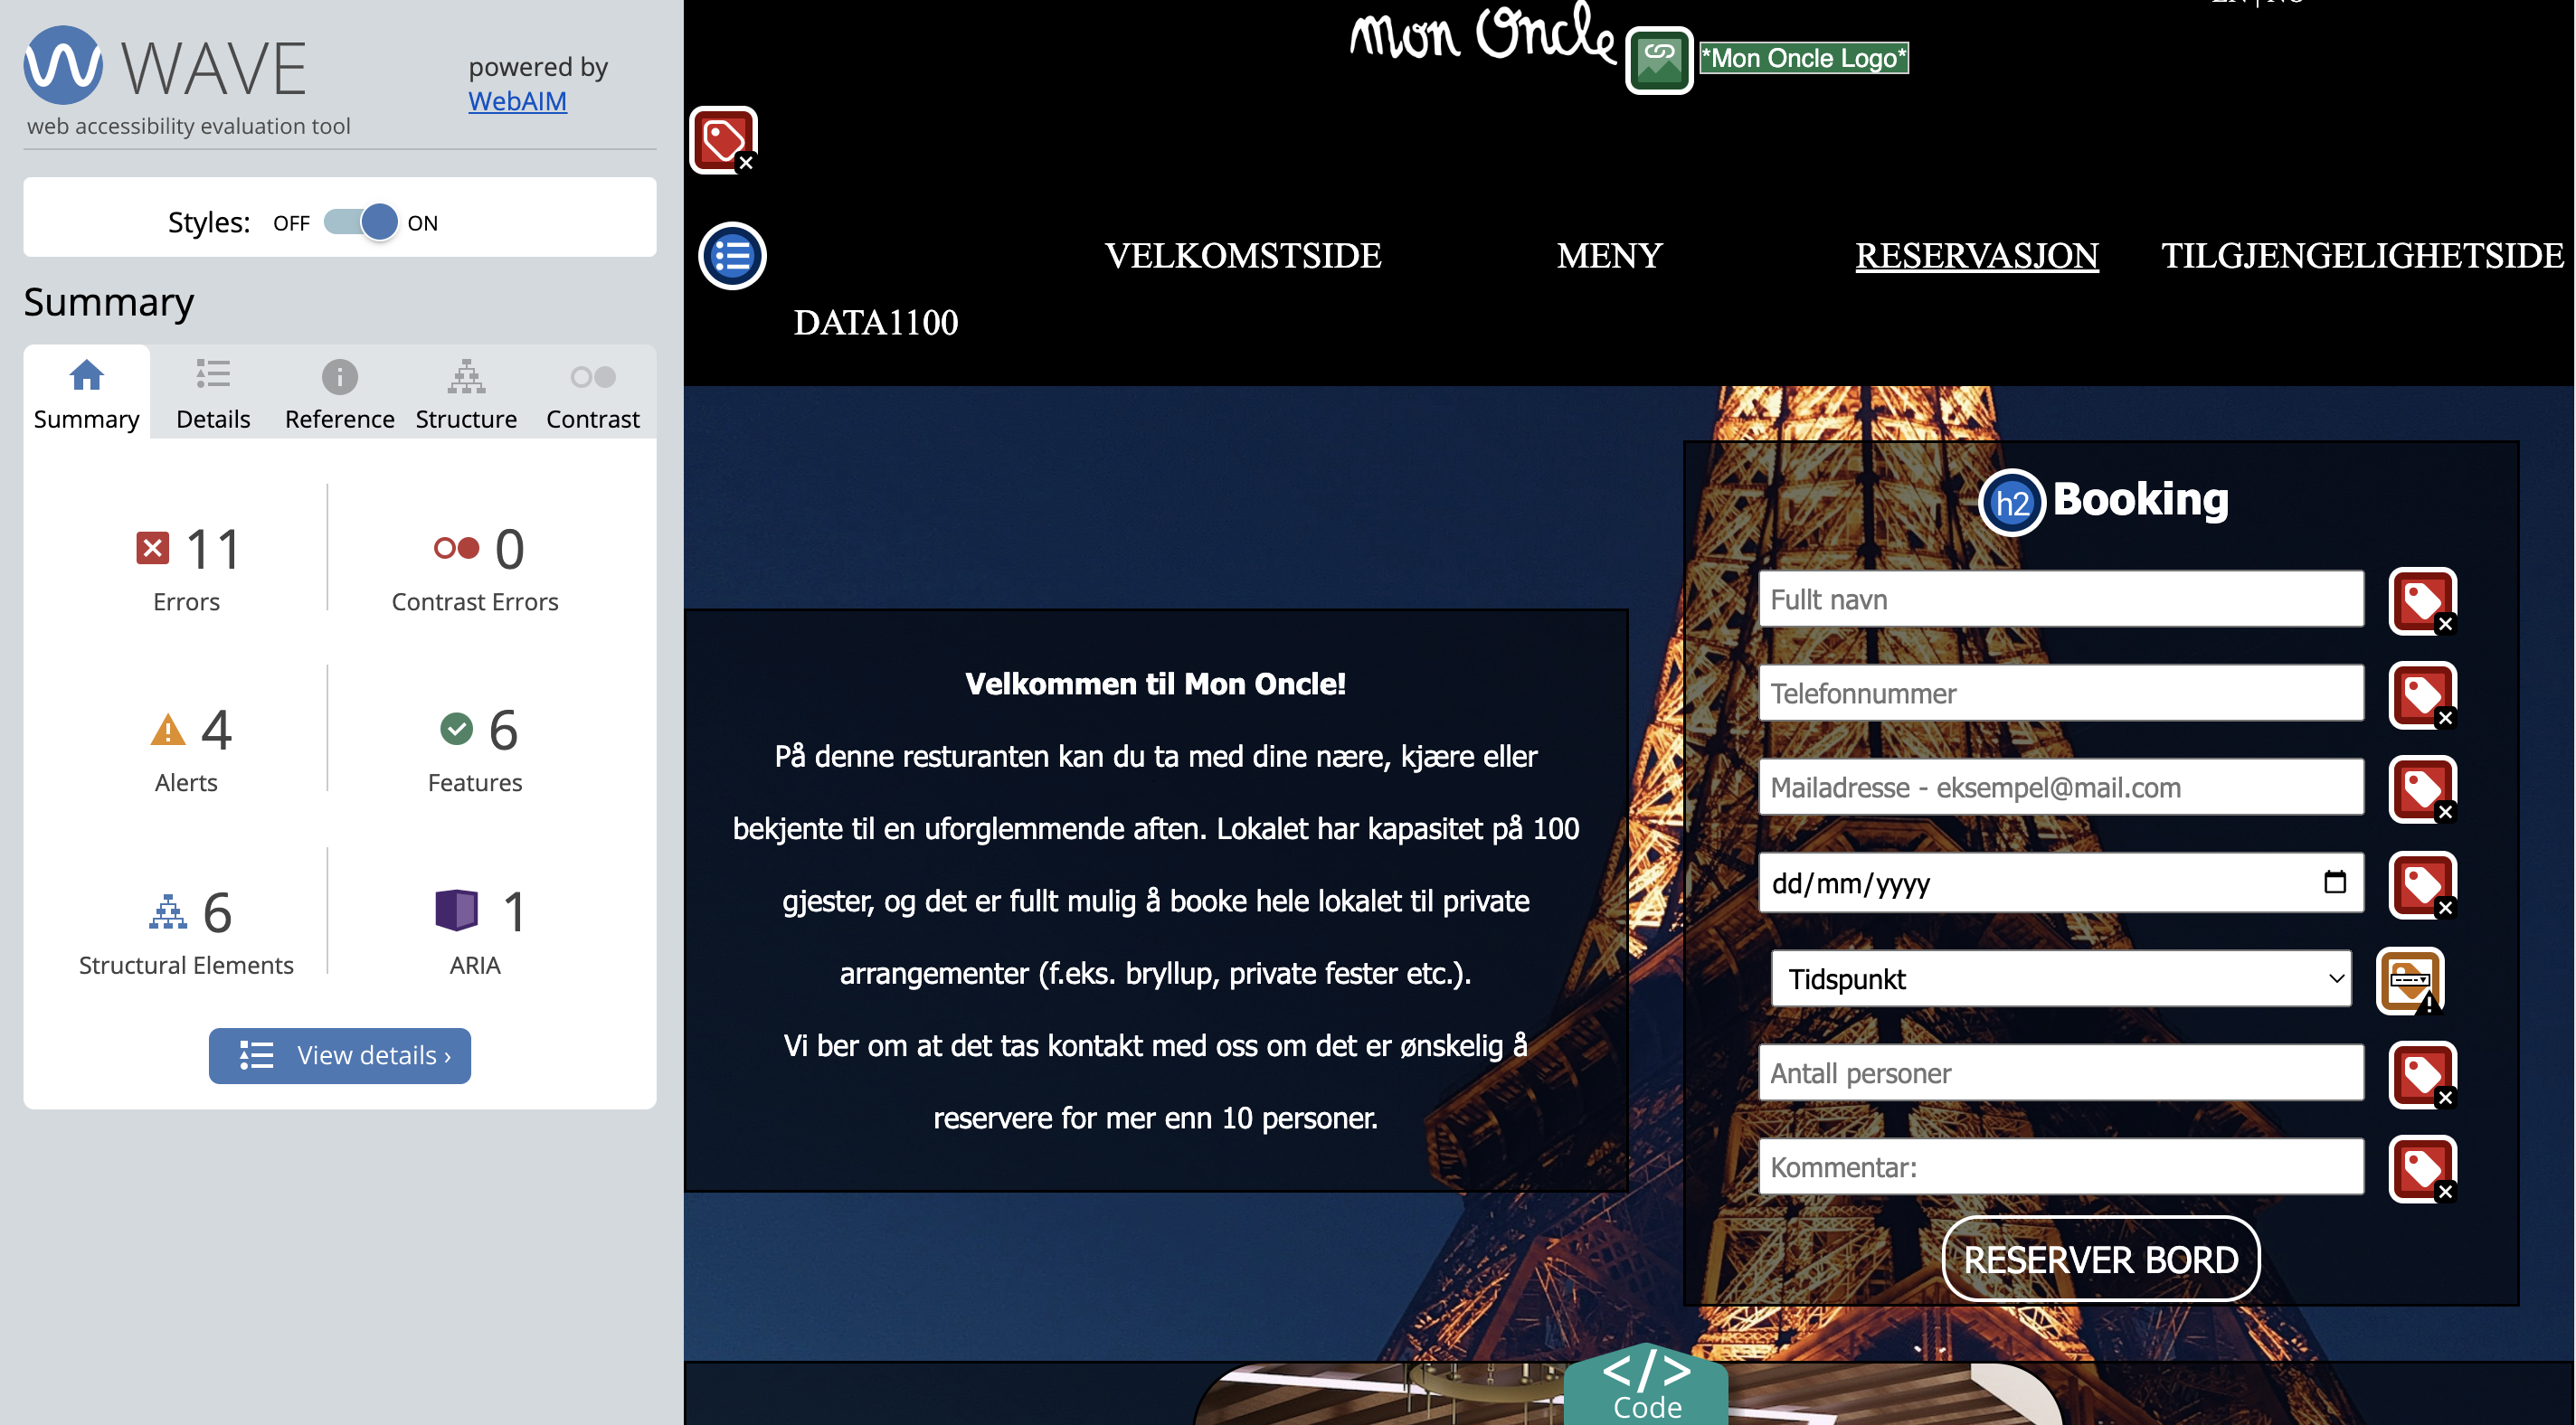 WAVE
powered by
WebAIM
web accessibility evaluation tool
Styles: OFF ON
Summary
Summary Details Reference Structure Contrast
11
Errors
0
Contrast Errors
4
Alerts
6
Features
6
Structural Elements
1
ARIA
View details ›
mon Oncle
*Mon Oncle Logo*
VELKOMSTSIDE MENY RESERVASJON TILGJENGELIGHETSIDE
DATA1100
Velkommen til Mon Oncle!
På denne resturanten kan du ta med dine nære, kjære eller
bekjente til en uforglemmende aften. Lokalet har kapasitet på 100
gjester, og det er fullt mulig å booke hele lokalet til private
arrangementer (f.eks. bryllup, private fester etc.).
Vi ber om at det tas kontakt med oss om det er ønskelig å
reservere for mer enn 10 personer.
h2 Booking
Fullt navn
Telefonnummer
Mailadresse - eksempel@mail.com
dd/mm/yyyy
Tidspunkt
Antall personer
Kommentar:
RESERVER BORD
</>
Code